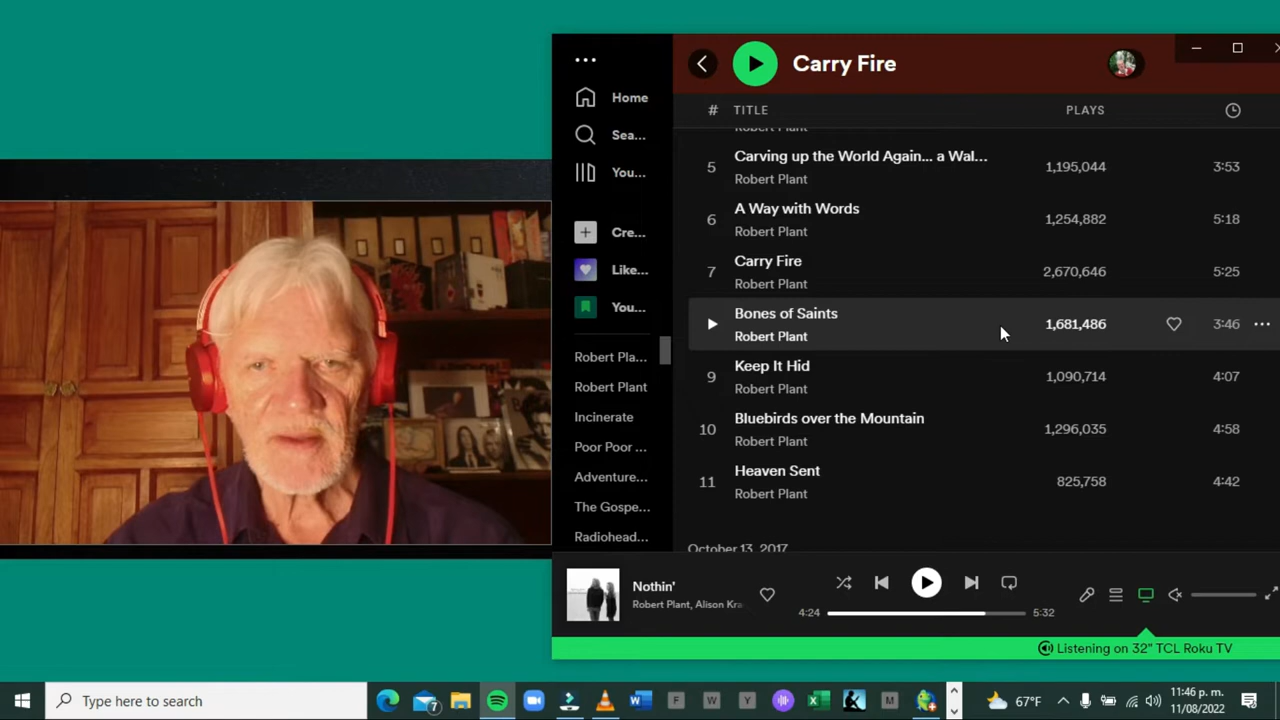 Carry Fire
Home
# TITLE PLAYS
Sea...
Robert Plant
5 Carving up the World Again... a Wal... 1,195,044 3:53
You...
Robert Plant
6 A Way with Words 1,254,882 5:18
Cre...
Robert Plant
7 Carry Fire 2,670,646 5:25
Like...
Robert Plant
You...
Bones of Saints 1,681,486 3:46
Robert Plant
Robert Pla...
9 Keep It Hid 1,090,714 4:07
Robert Plant
Robert Plant
Incinerate
10 Bluebirds over the Mountain 1,296,035 4:58
Robert Plant
Poor Poor ...
11 Heaven Sent 825,758 4:42
Adventure...
Robert Plant
The Gospe...
Radiohead...
October 13, 2017
Nothin'
Robert Plant, Alison Kra
4:24 5:32
Listening on 32" TCL Roku TV
Type here to search
7
W
F
W
Y
M
67°F
11:46 p. m.
11/08/2022